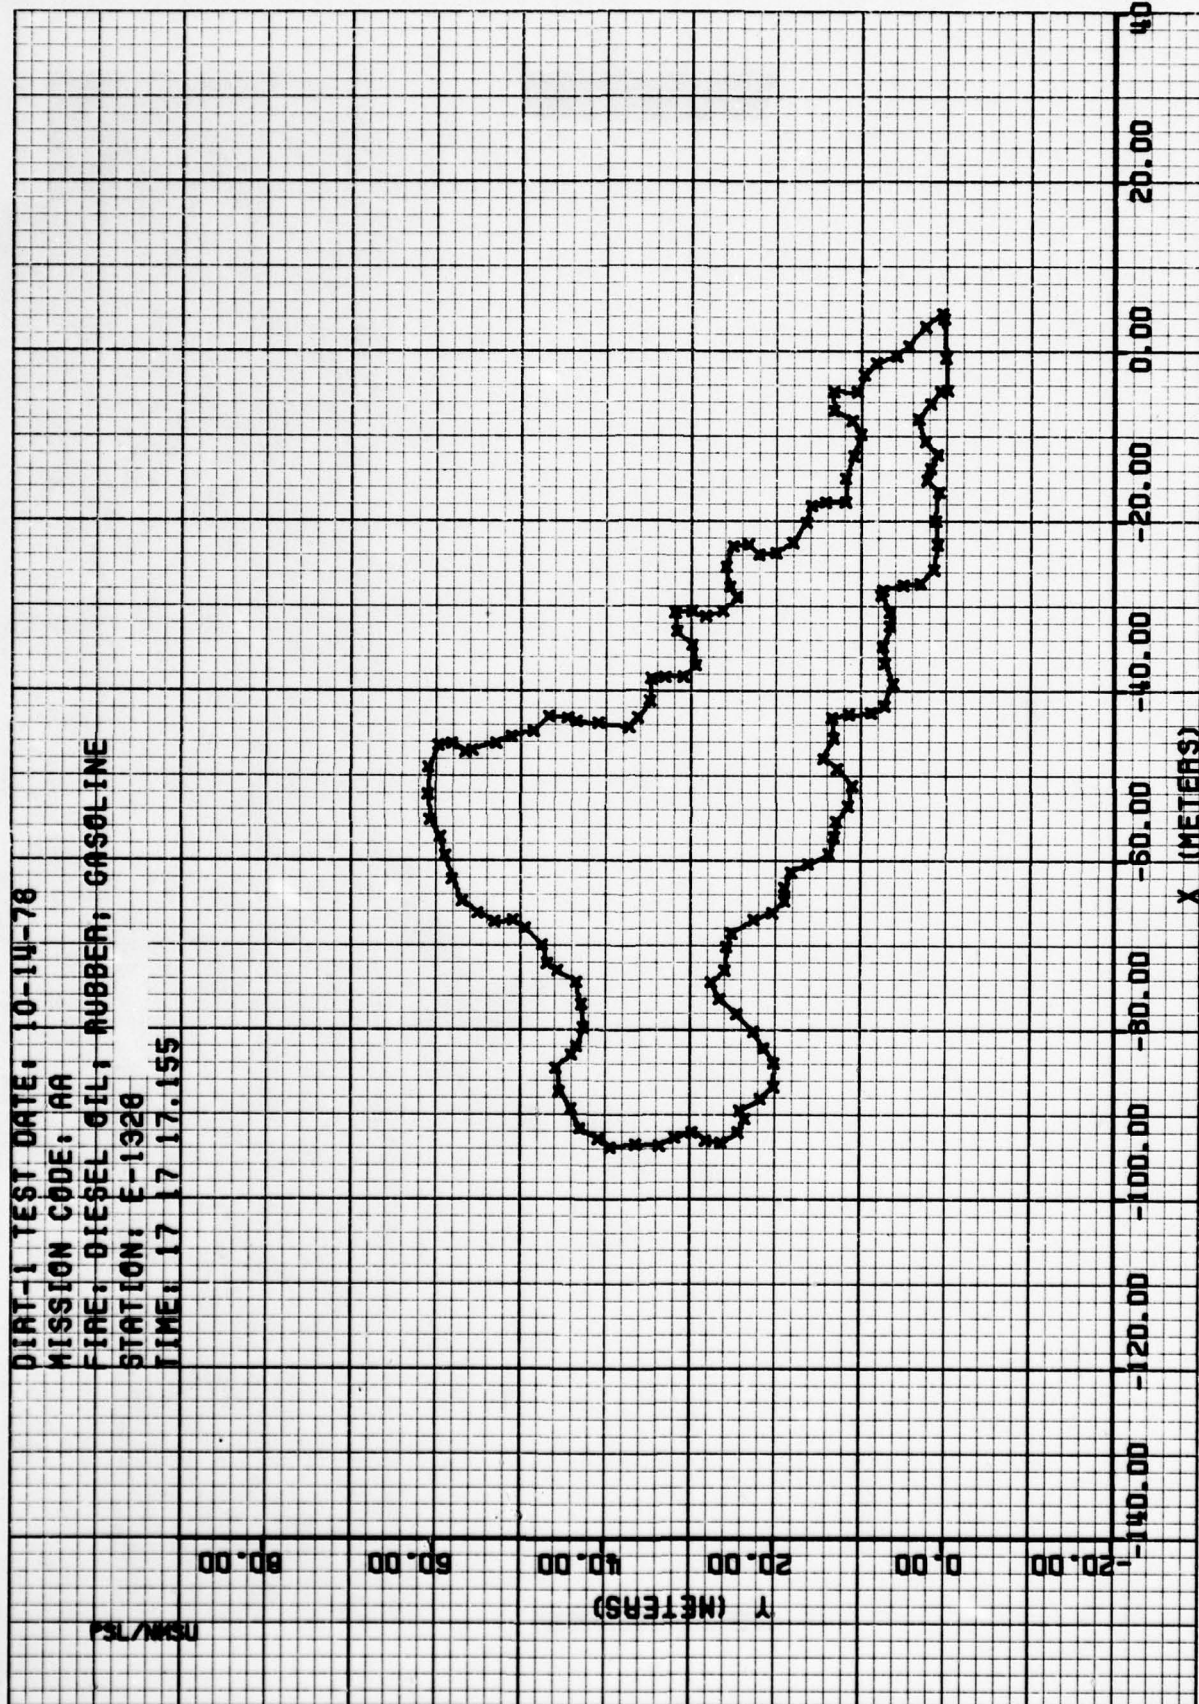 DIRT-1 TEST DATE: 10-14-78
MISSION CODE: AA
FIRE: DIESEL OIL; RUBBER; GASOLINE
STATION: E-1328
TIME: 17 17 17.155
PSL/NMSU
Y (METERS)
80.00
60.00
40.00
20.00
0.00
-20.00
-140.00 -120.00 -100.00 -80.00 -60.00 -40.00 -20.00 0.00 20.00 40
X (METERS)